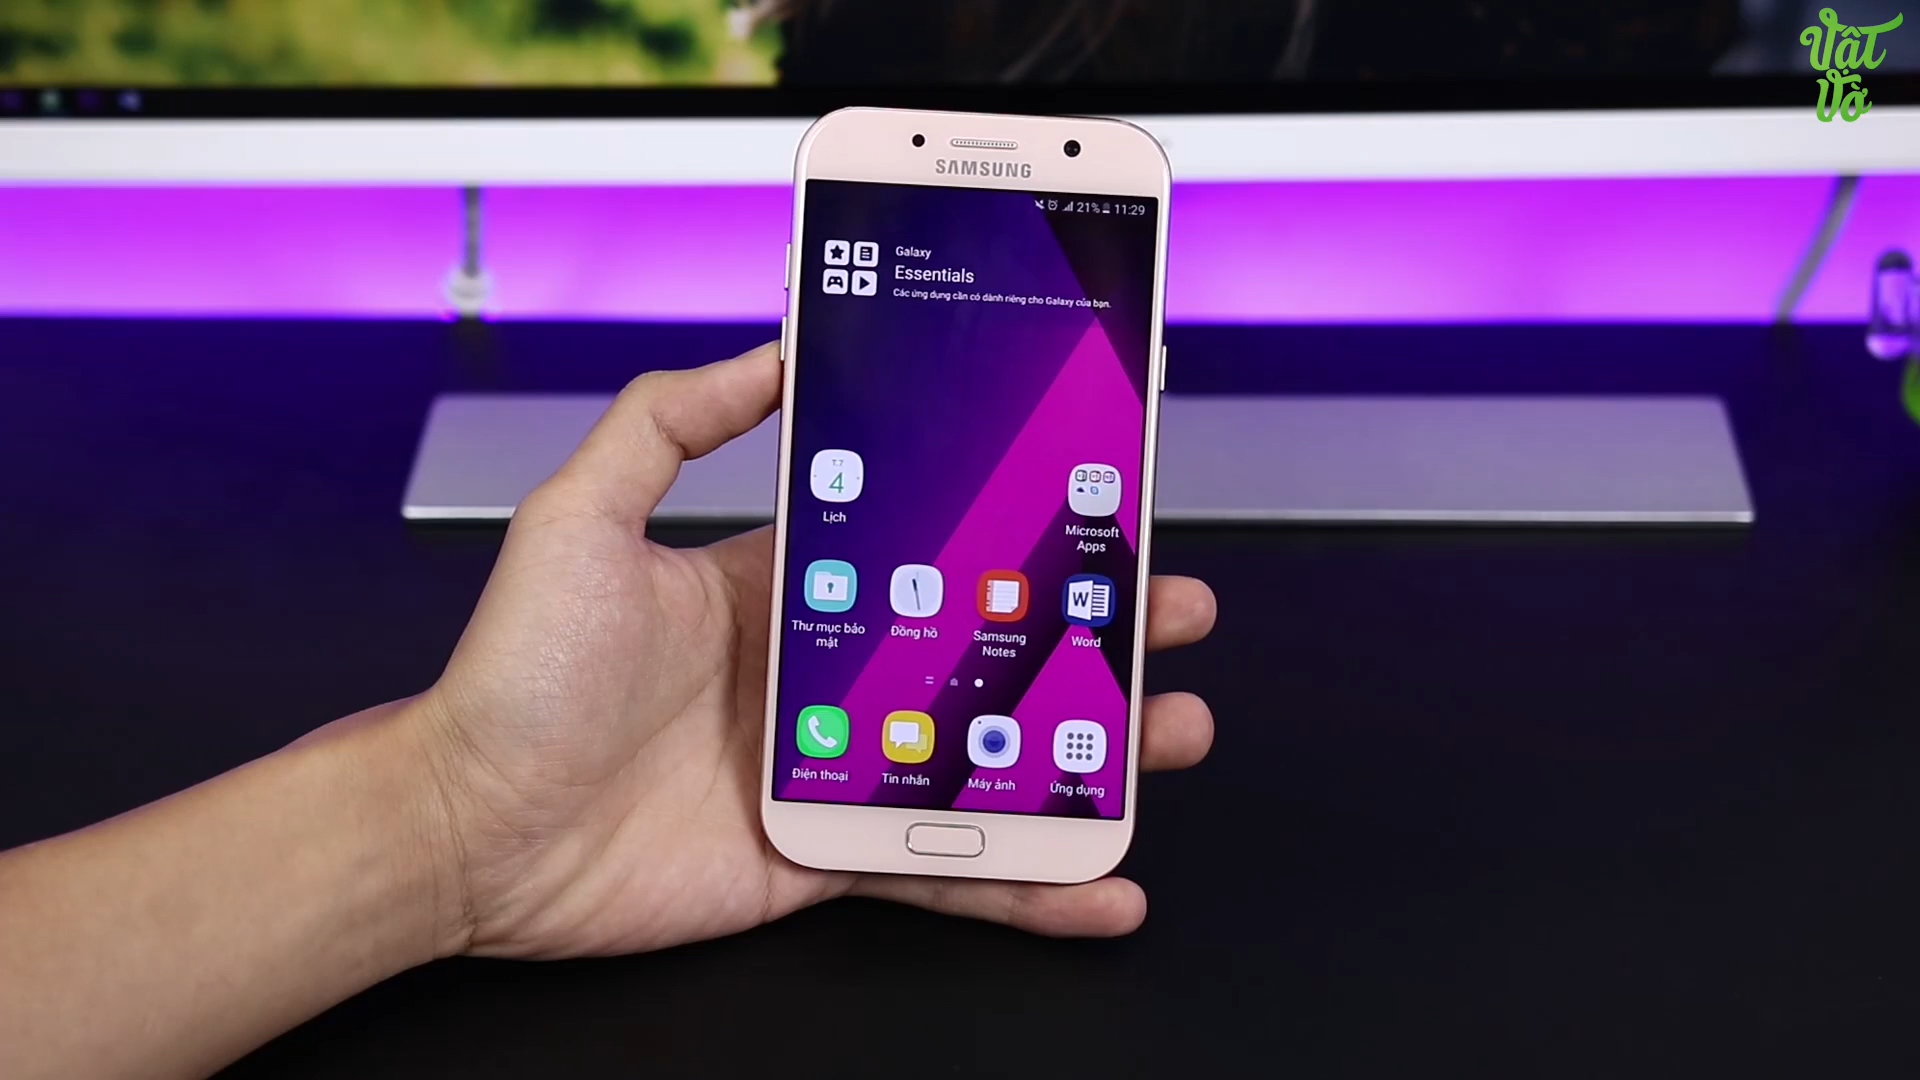 Vật
Vờ
SAMSUNG
21% 11:29
Galaxy
Essentials
Các ứng dụng cần có dành riêng cho Galaxy của bạn.
T.7
4
Lịch
Microsoft
Apps
Thư mục bảo
mật
Đồng hồ
Samsung
Notes
W
Word
Điện thoại
Tin nhắn
Máy ảnh
Ứng dụng